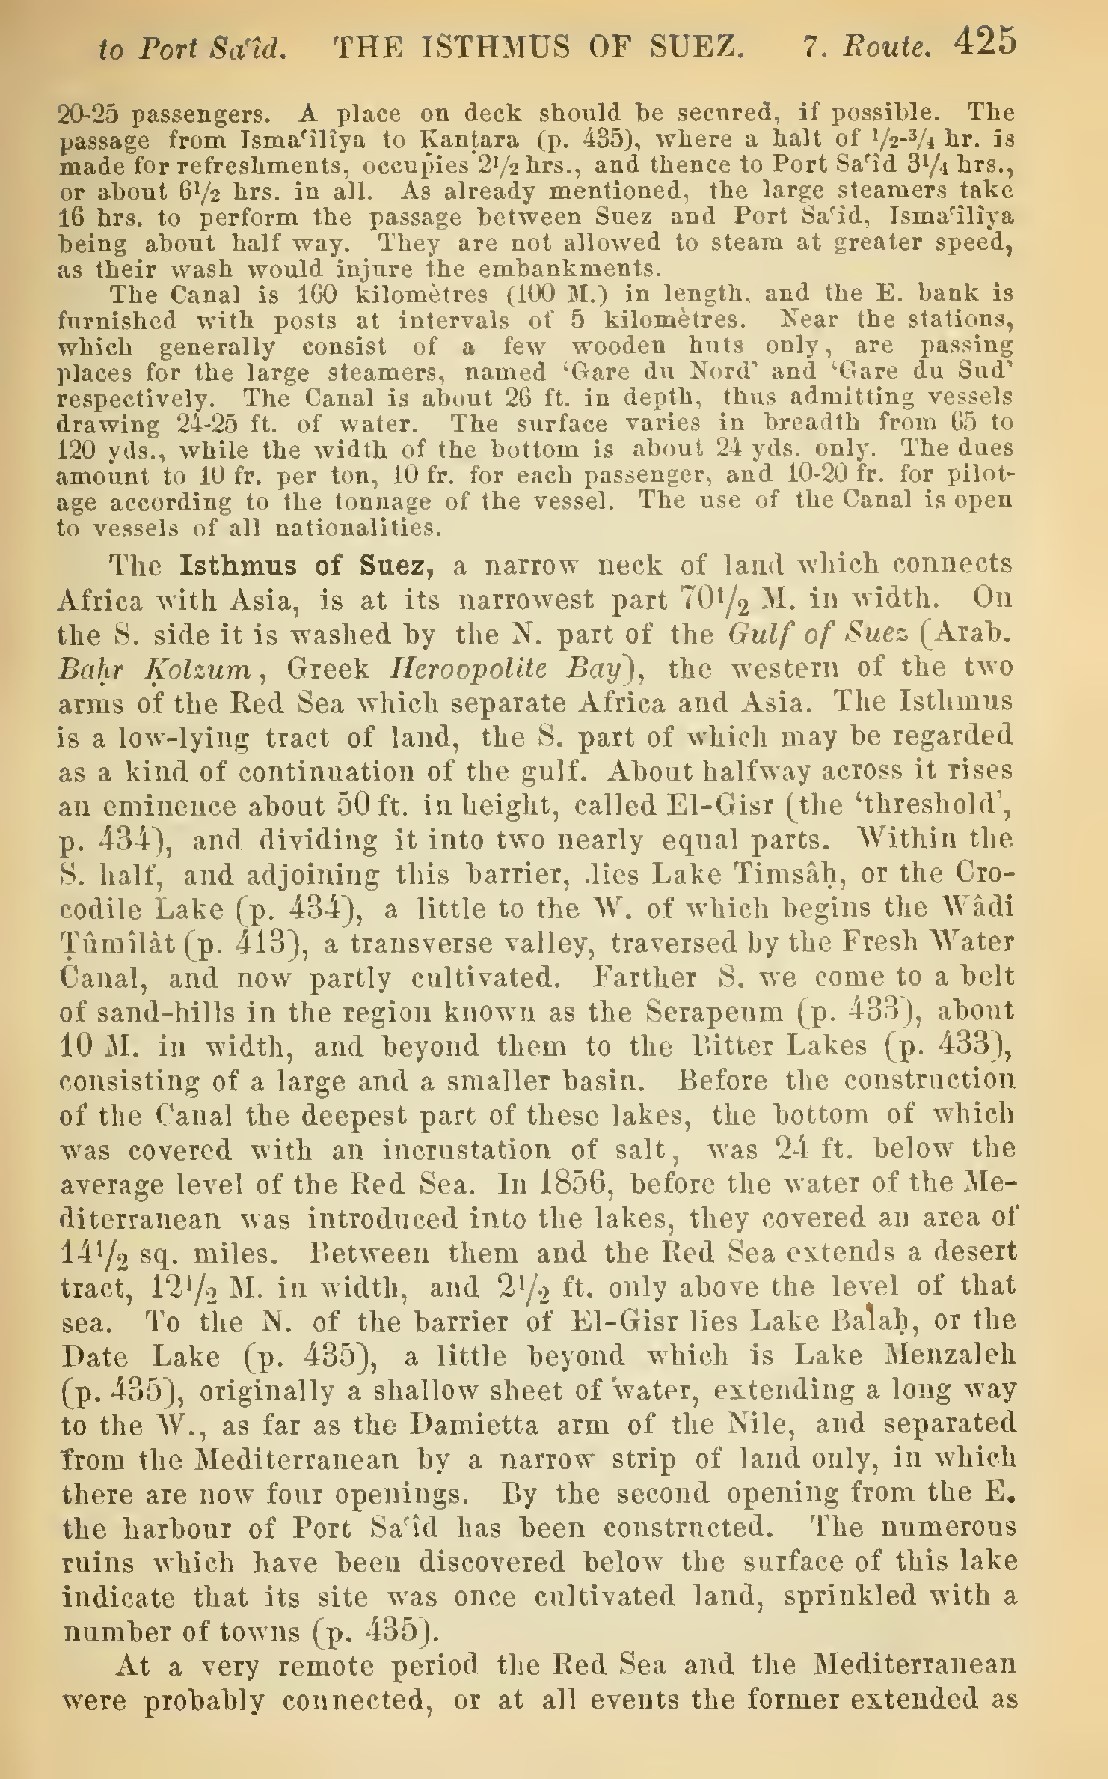 to Port Sa‘îd. THE ISTHMUS OF SUEZ. 7. Route. 425
20-25 passengers. A place on deck should be secured, if possible. The
passage from Isma‘îlîya to Ḳanṭara (p. 435), where a halt of 1/2-3/4 hr. is
made for refreshments, occupies 2 1/2 hrs., and thence to Port Sa‘îd 3 1/4 hrs.,
or about 6 1/2 hrs. in all. As already mentioned, the large steamers take
16 hrs. to perform the passage between Suez and Port Sa‘îd, Isma‘îlîya
being about half way. They are not allowed to steam at greater speed,
as their wash would injure the embankments.
The Canal is 160 kilomètres (100 M.) in length, and the E. bank is
furnished with posts at intervals of 5 kilomètres. Near the stations,
which generally consist of a few wooden huts only, are passing
places for the large steamers, named ‘Gare du Nord’ and ‘Gare du Sud’
respectively. The Canal is about 26 ft. in depth, thus admitting vessels
drawing 24-25 ft. of water. The surface varies in breadth from 65 to
120 yds., while the width of the bottom is about 24 yds. only. The dues
amount to 10 fr. per ton, 10 fr. for each passenger, and 10-20 fr. for pilot-
age according to the tonnage of the vessel. The use of the Canal is open
to vessels of all nationalities.
The Isthmus of Suez, a narrow neck of land which connects
Africa with Asia, is at its narrowest part 70 1/2 M. in width. On
the S. side it is washed by the N. part of the Gulf of Suez (Arab.
Baḥr Ḳolzum, Greek Heroopolite Bay), the western of the two
arms of the Red Sea which separate Africa and Asia. The Isthmus
is a low-lying tract of land, the S. part of which may be regarded
as a kind of continuation of the gulf. About halfway across it rises
an eminence about 50 ft. in height, called El-Gisr (the ‘threshold’,
p. 434), and dividing it into two nearly equal parts. Within the
S. half, and adjoining this barrier, lies Lake Timsâḥ, or the Cro-
codile Lake (p. 434), a little to the W. of which begins the Wâdi
Ṭûmîlât (p. 413), a transverse valley, traversed by the Fresh Water
Canal, and now partly cultivated. Farther S. we come to a belt
of sand-hills in the region known as the Serapeum (p. 433), about
10 M. in width, and beyond them to the Bitter Lakes (p. 433),
consisting of a large and a smaller basin. Before the construction
of the Canal the deepest part of these lakes, the bottom of which
was covered with an incrustation of salt, was 24 ft. below the
average level of the Red Sea. In 1856, before the water of the Me-
diterranean was introduced into the lakes, they covered an area of
14 1/2 sq. miles. Between them and the Red Sea extends a desert
tract, 12 1/2 M. in width, and 2 1/2 ft. only above the level of that
sea. To the N. of the barrier of El-Gisr lies Lake Balaḥ, or the
Date Lake (p. 435), a little beyond which is Lake Menzaleh
(p. 435), originally a shallow sheet of water, extending a long way
to the W., as far as the Damietta arm of the Nile, and separated
from the Mediterranean by a narrow strip of land only, in which
there are now four openings. By the second opening from the E.
the harbour of Port Sa‘îd has been constructed. The numerous
ruins which have been discovered below the surface of this lake
indicate that its site was once cultivated land, sprinkled with a
number of towns (p. 435).
At a very remote period the Red Sea and the Mediterranean
were probably connected, or at all events the former extended as